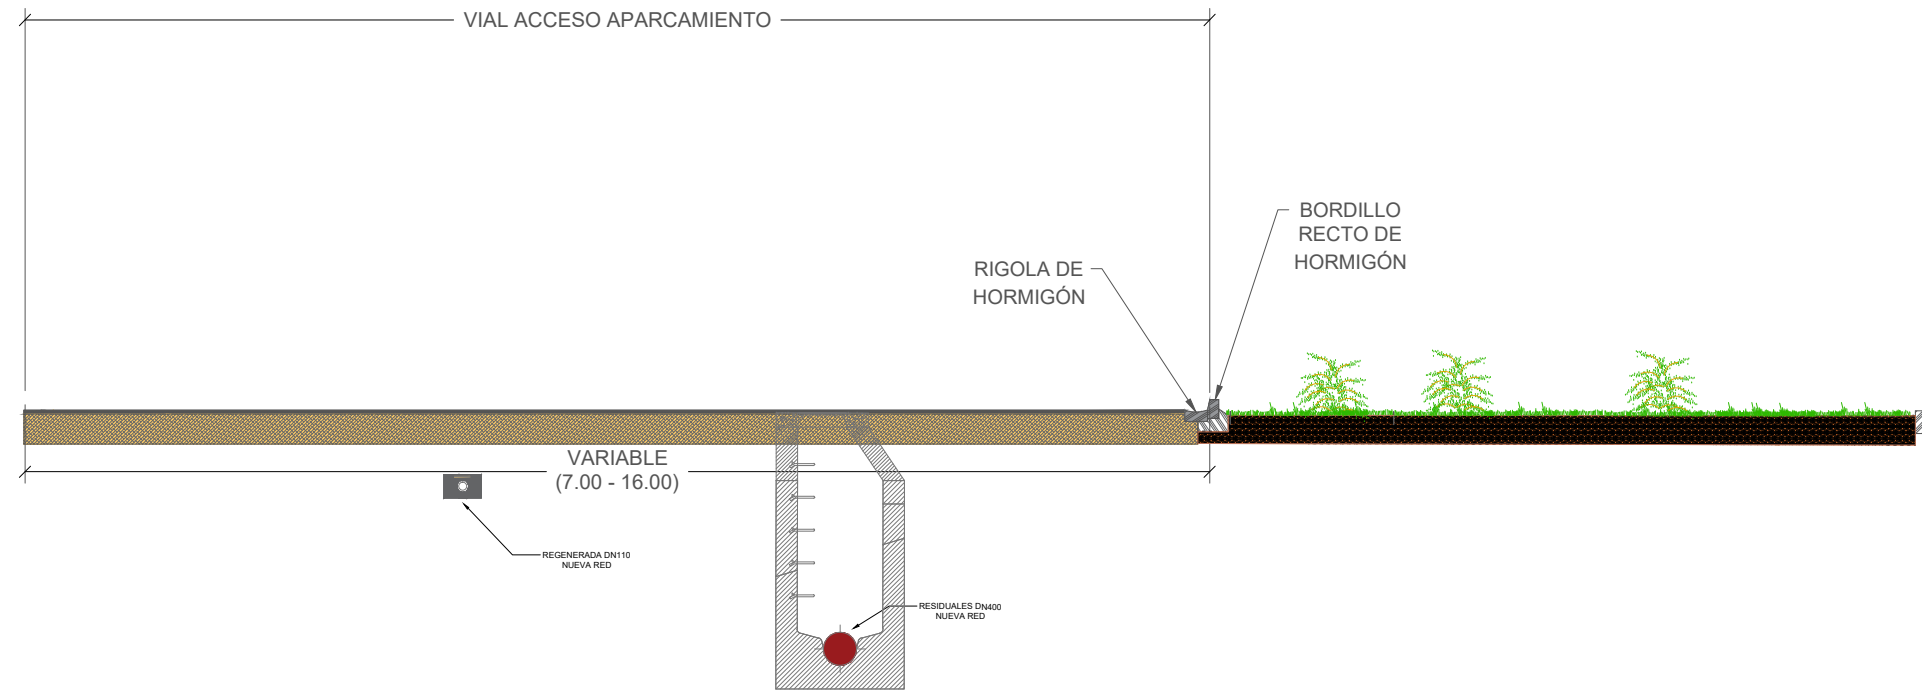 VIAL ACCESO APARCAMIENTO
BORDILLO
RECTO DE
HORMIGÓN
RIGOLA DE
HORMIGÓN
VARIABLE
(7.00 - 16.00)
REGENERADA DN110
NUEVA RED
RESIDUALES DN400
NUEVA RED